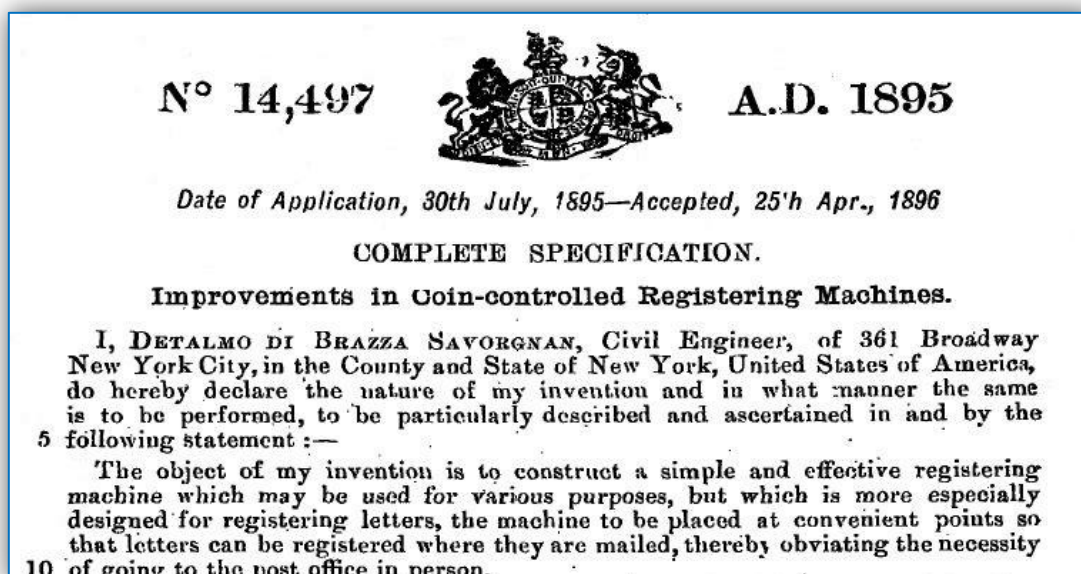 Nº 14,497
A.D. 1895
Date of Application, 30th July, 1895—Accepted, 25'h Apr., 1896
COMPLETE SPECIFICATION.
Improvements in Coin-controlled Registering Machines.
I, DETALMO DI BRAZZA SAVORGNAN, Civil Engineer, of 361 Broadway
New York City, in the County and State of New York, United States of America,
do hereby declare the nature of my invention and in what manner the same
is to be performed, to be particularly described and ascertained in and by the
5 following statement :—
The object of my invention is to construct a simple and effective registering
machine which may be used for various purposes, but which is more especially
designed for registering letters, the machine to be placed at convenient points so
that letters can be registered where they are mailed, thereby obviating the necessity
10 of going to the post office in person.